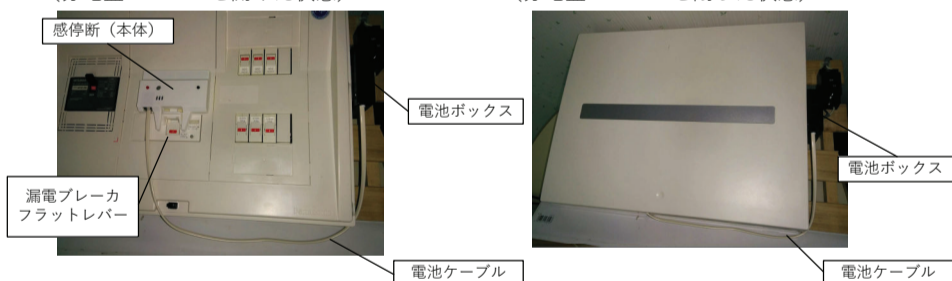 感停断（本体）
電池ボックス
漏電ブレーカ
フラットレバー
電池ケーブル
電池ボックス
電池ケーブル